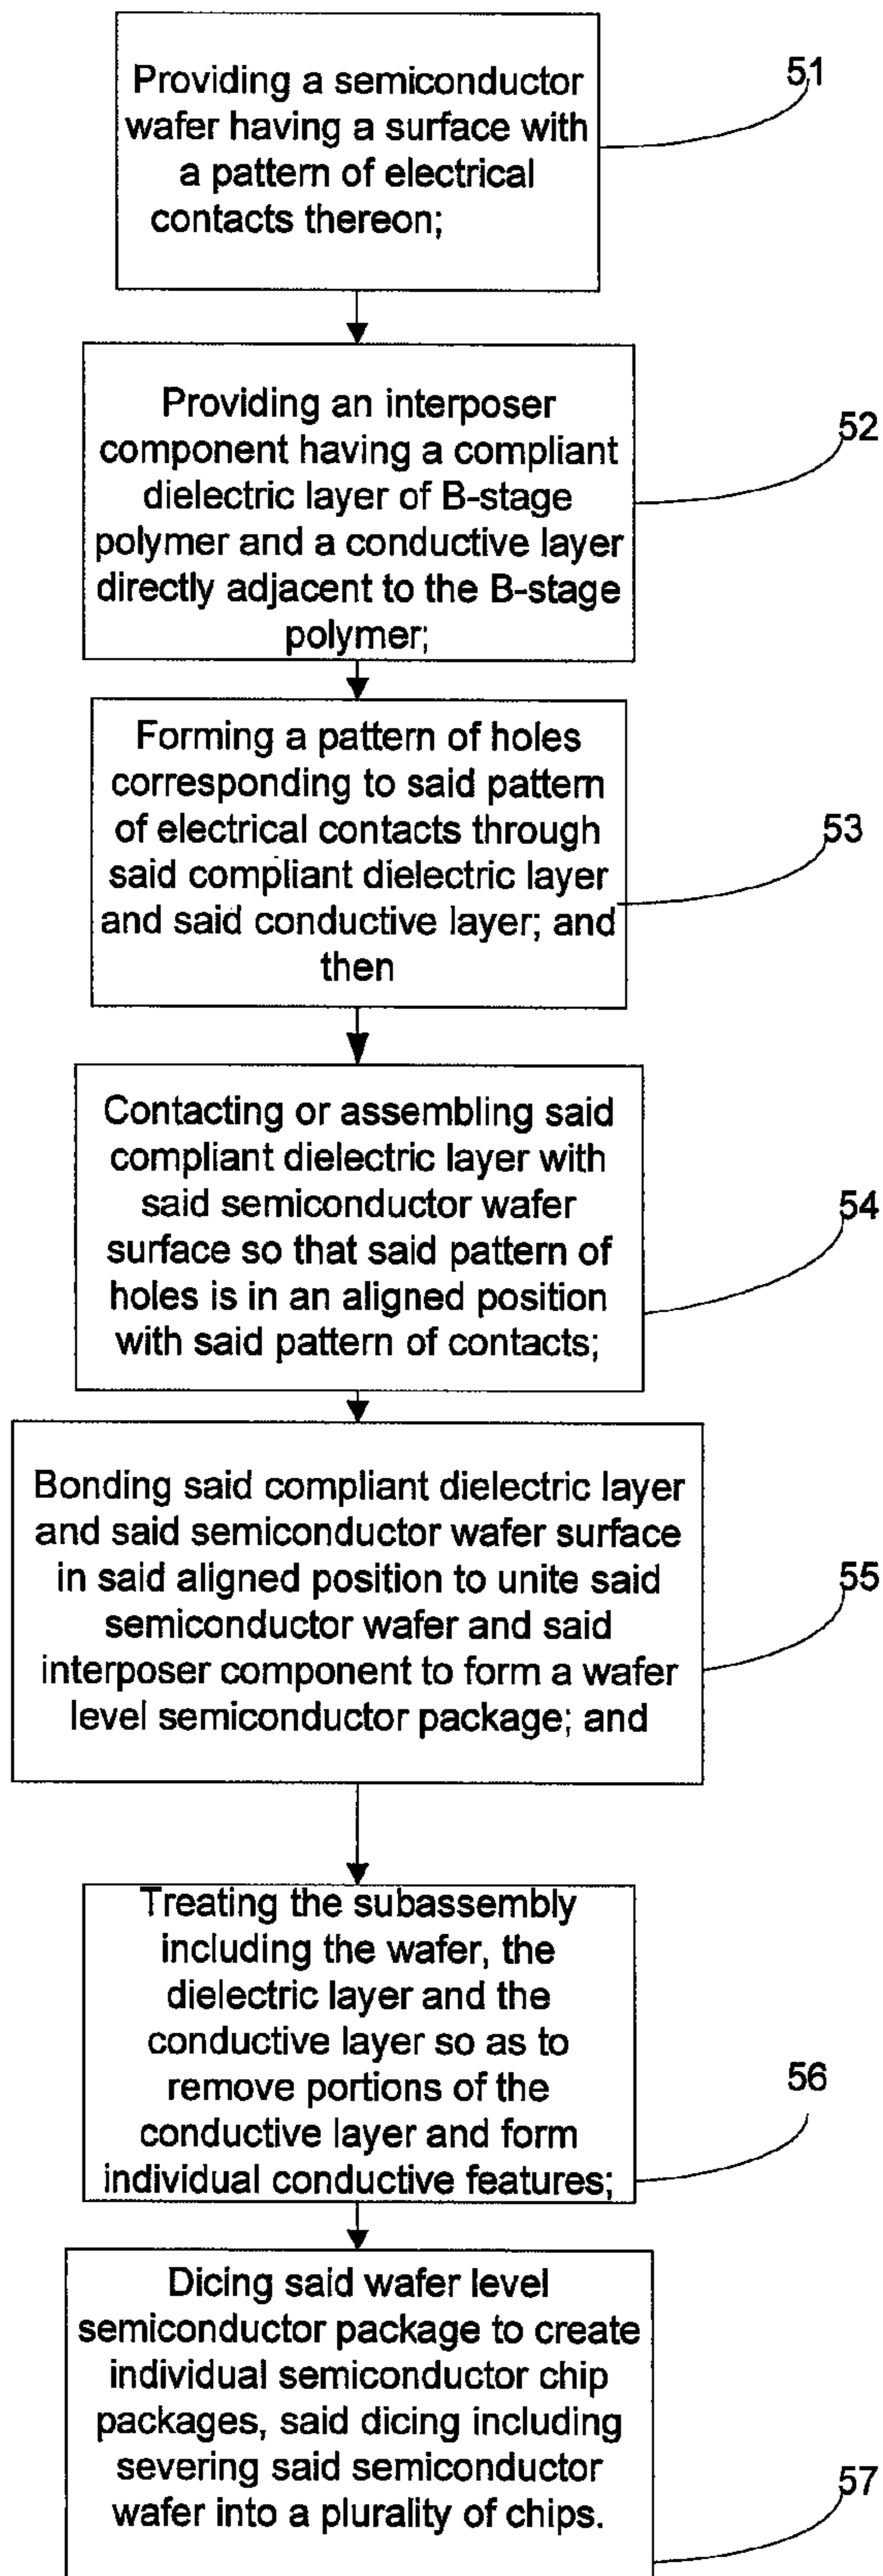 Providing a semiconductor
wafer having a surface with
a pattern of electrical
contacts thereon;
51
Providing an interposer
component having a compliant
dielectric layer of B-stage
polymer and a conductive layer
directly adjacent to the B-stage
polymer;
52
Forming a pattern of holes
corresponding to said pattern
of electrical contacts through
said compliant dielectric layer
and said conductive layer; and
then
53
Contacting or assembling said
compliant dielectric layer with
said semiconductor wafer
surface so that said pattern of
holes is in an aligned position
with said pattern of contacts;
54
Bonding said compliant dielectric layer
and said semiconductor wafer surface
in said aligned position to unite said
semiconductor wafer and said
interposer component to form a wafer
level semiconductor package; and
55
Treating the subassembly
including the wafer, the
dielectric layer and the
conductive layer so as to
remove portions of the
conductive layer and form
individual conductive features;
56
Dicing said wafer level
semiconductor package to create
individual semiconductor chip
packages, said dicing including
severing said semiconductor
wafer into a plurality of chips.
57